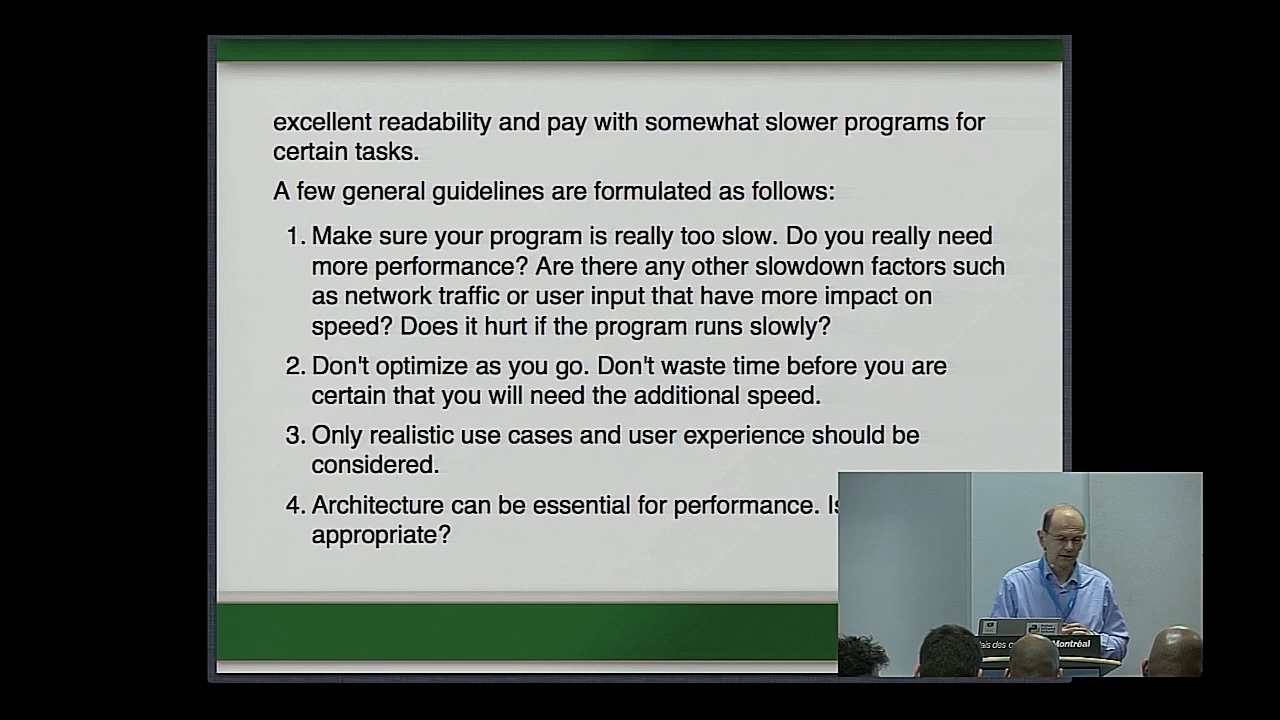 excellent readability and pay with somewhat slower programs for
certain tasks.
A few general guidelines are formulated as follows:
1. Make sure your program is really too slow. Do you really need
more performance? Are there any other slowdown factors such
as network traffic or user input that have more impact on
speed? Does it hurt if the program runs slowly?
2. Don't optimize as you go. Don't waste time before you are
certain that you will need the additional speed.
3. Only realistic use cases and user experience should be
considered.
4. Architecture can be essential for performance. Is
appropriate?
Montréal